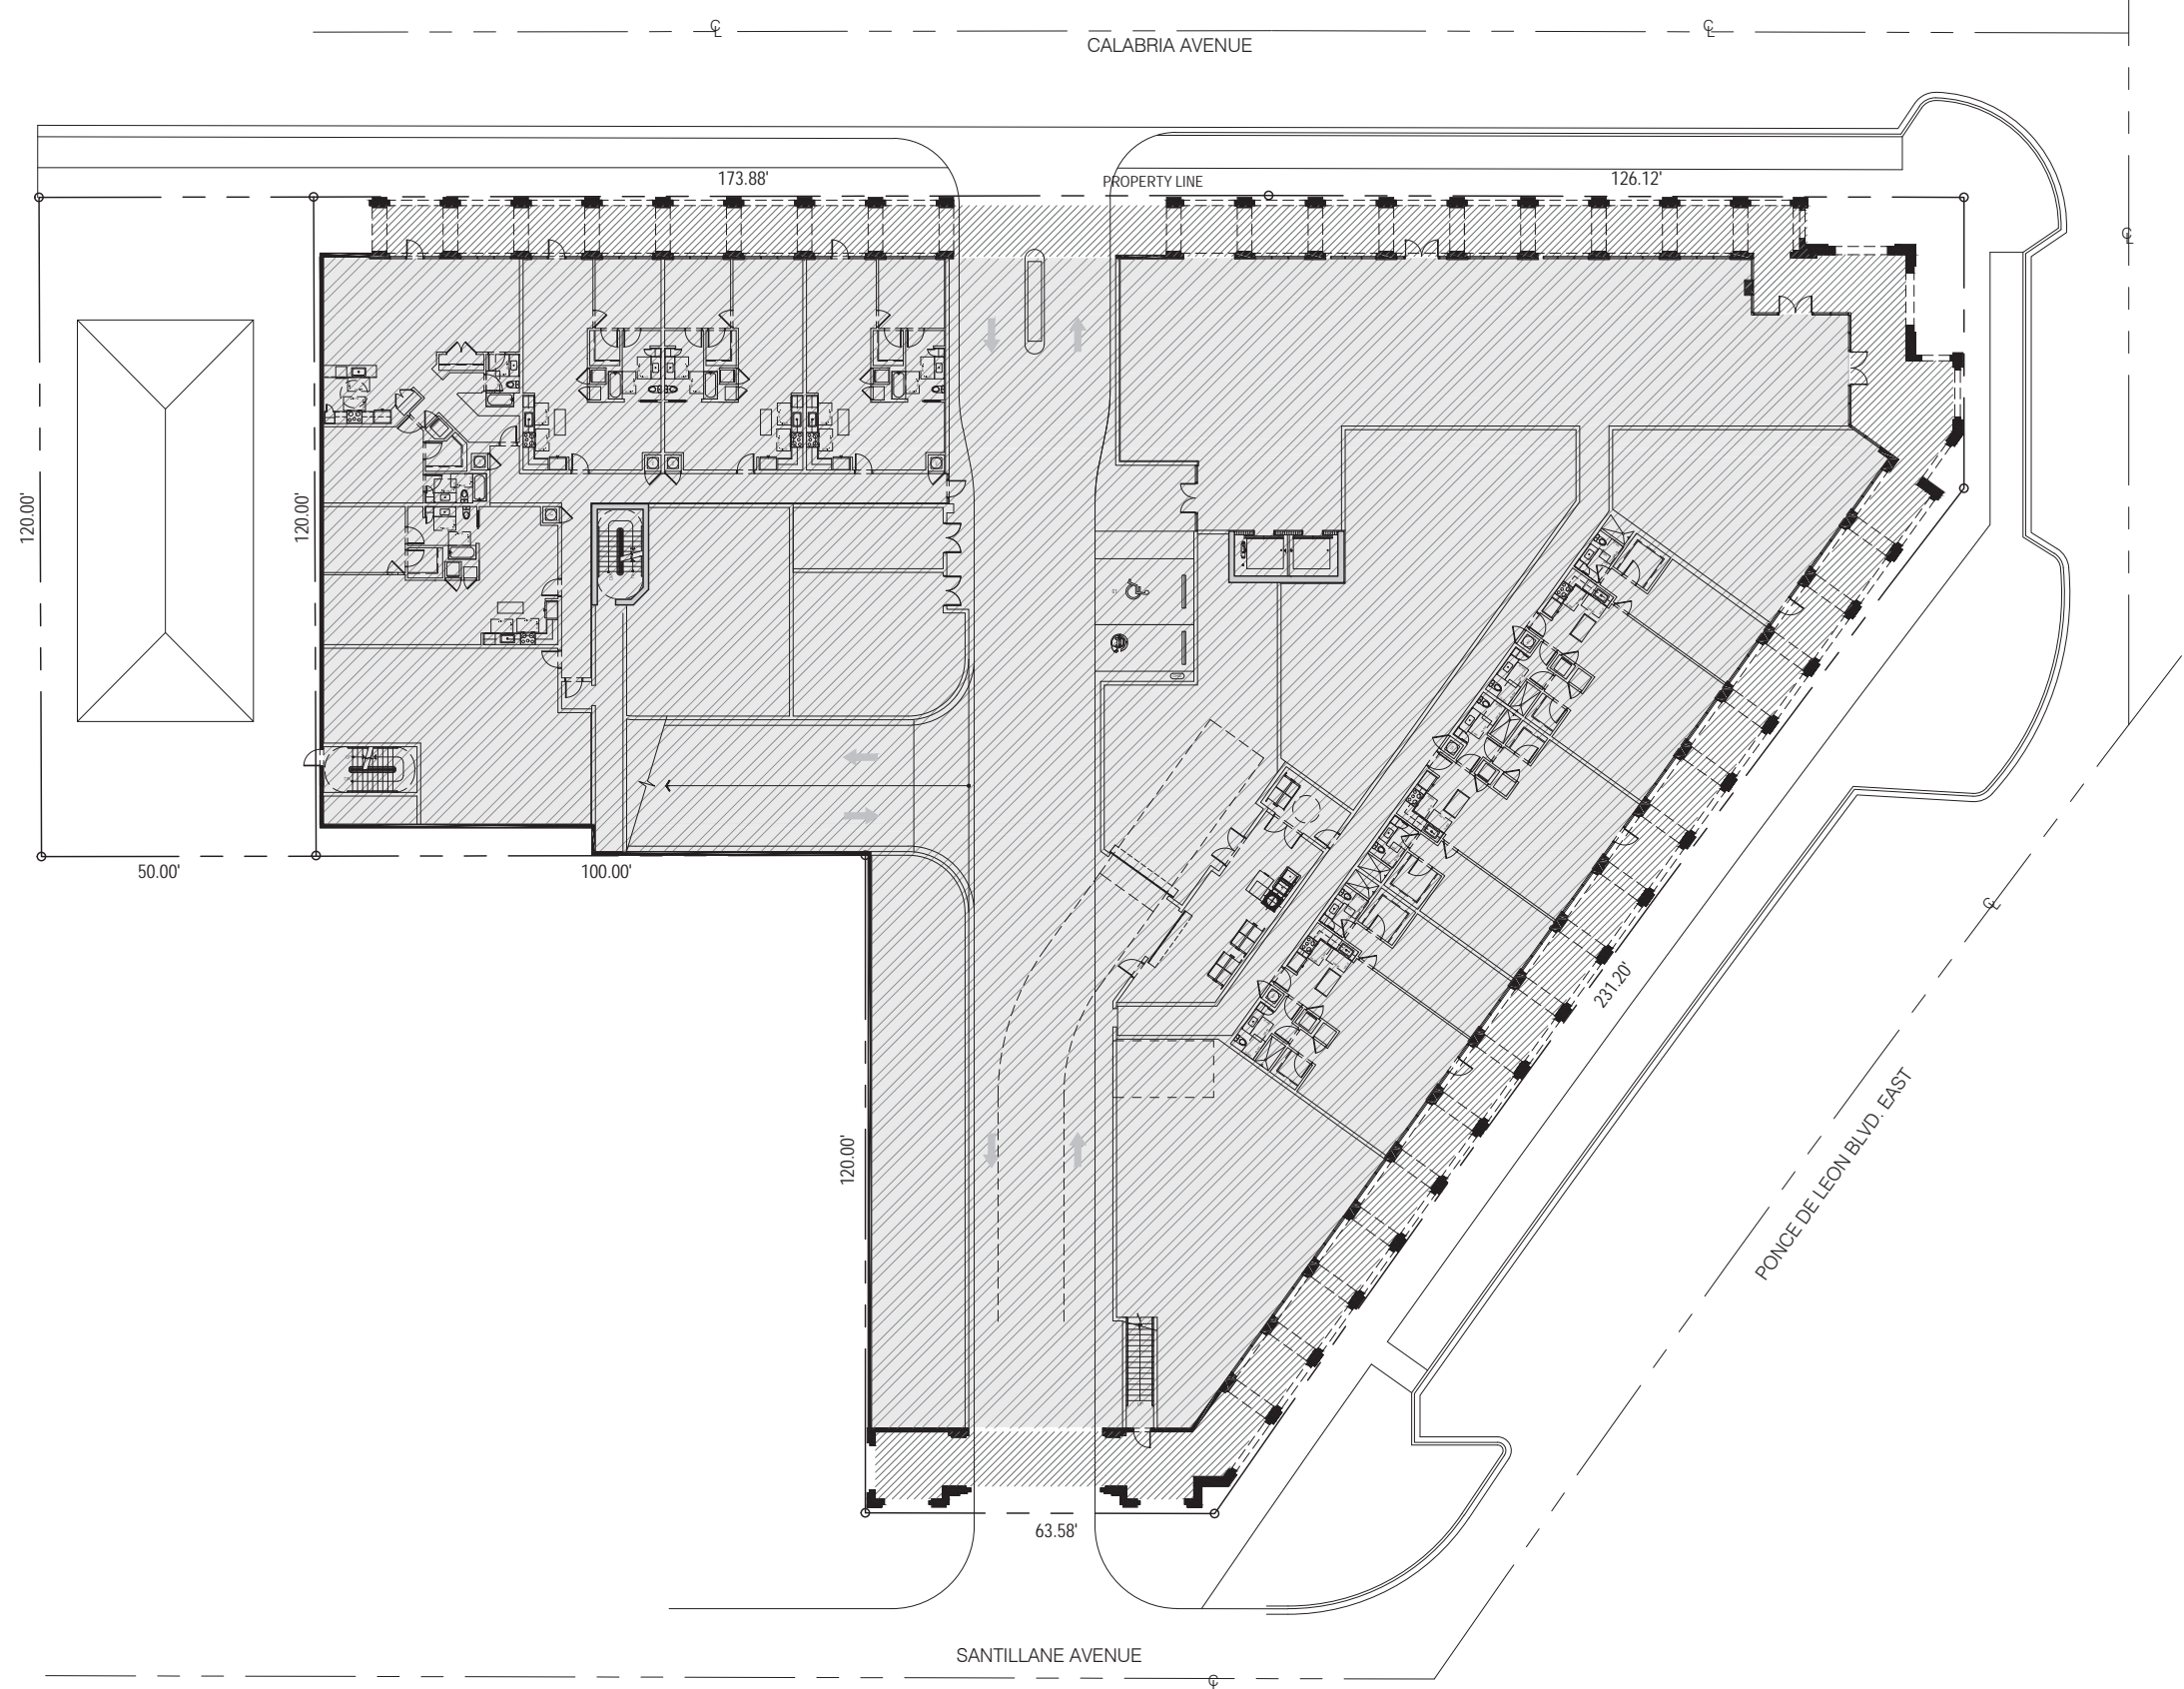 CALABRIA AVENUE
173.88'
PROPERTY LINE
126.12'
120.00'
120.00'
50.00'
100.00'
231.20'
120.00'
PONCE DE LEON BLVD. EAST
63.58'
SANTILLANE AVENUE